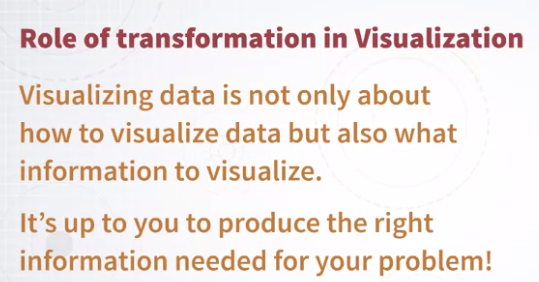 Role of transformation in Visualization
Visualizing data is not only about
how to visualize data but also what
information to visualize.
It’s up to you to produce the right
information needed for your problem!